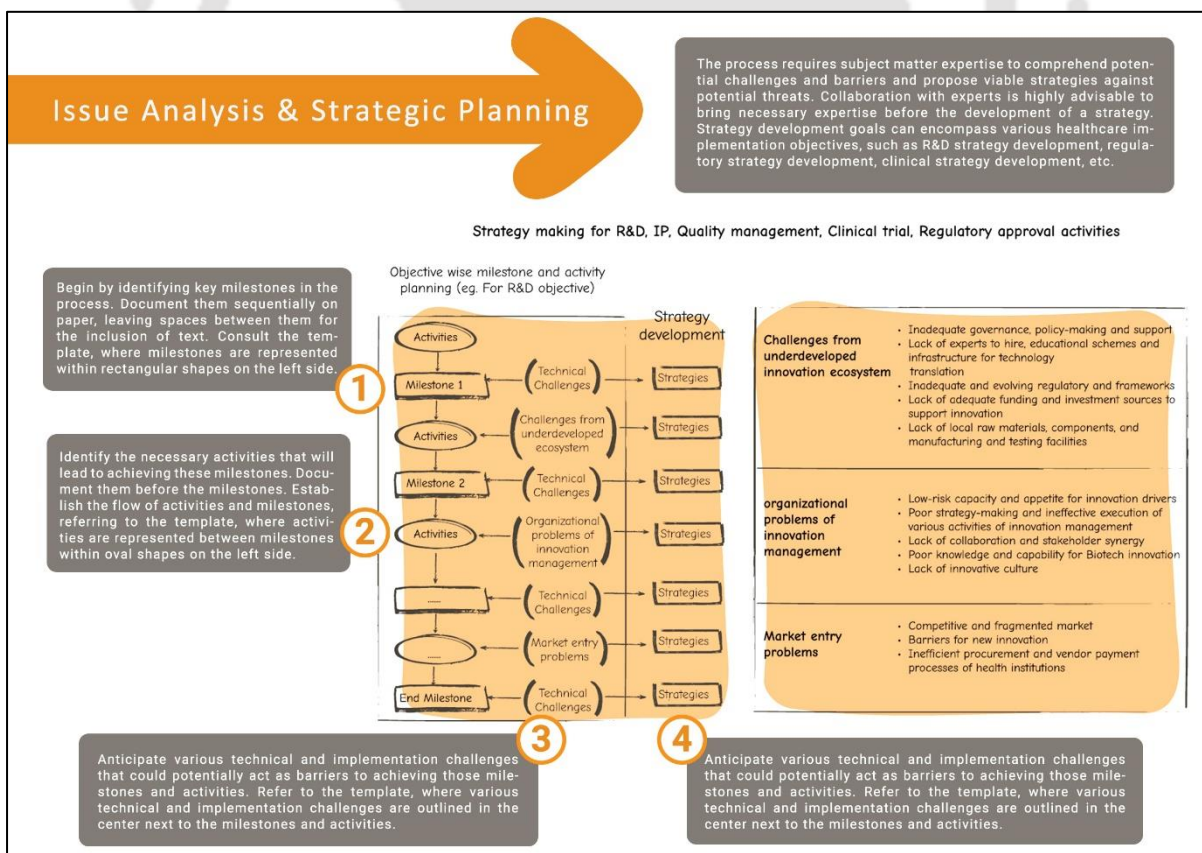 Issue Analysis & Strategic Planning
The process requires subject matter expertise to comprehend poten-
tial challenges and barriers and propose viable strategies against
potential threats. Collaboration with experts is highly advisable to
bring necessary expertise before the development of a strategy.
Strategy development goals can encompass various healthcare im-
plementation objectives, such as R&D strategy development, regula-
tory strategy development, clinical strategy development, etc.
Strategy making for R&D, IP, Quality management, Clinical trial, Regulatory approval activities
Begin by identifying key milestones in the
process. Document them sequentially on
paper, leaving spaces between them for
the inclusion of text. Consult the tem-
plate, where milestones are represented
within rectangular shapes on the left side.
1
Identify the necessary activities that will
lead to achieving these milestones. Docu-
ment them before the milestones. Estab-
lish the flow of activities and milestones,
referring to the template, where activi-
ties are represented between milestones
within oval shapes on the left side.
2
Objective wise milestone and activity
planning (eg. For R&D objective)
Strategy
development
Activities
Milestone 1
Technical
Challenges
Strategies
Activities
Challenges from
underdeveloped
ecosystem
Strategies
Milestone 2
Technical
Challenges
Strategies
Activities
Organizational
problems of
innovation
management
Strategies
......
Technical
Challenges
Strategies
......
Market entry
problems
Strategies
End Milestone
Technical
Challenges
Strategies
Challenges from
underdeveloped
innovation ecosystem
• Inadequate governance, policy-making and support
• Lack of experts to hire, educational schemes and
infrastructure for technology
translation
• Inadequate and evolving regulatory and frameworks
• Lack of adequate funding and investment sources to
support innovation
• Lack of local raw materials, components, and
manufacturing and testing facilities
organizational
problems of
innovation
management
• Low-risk capacity and appetite for innovation drivers
• Poor strategy-making and ineffective execution of
various activities of innovation management
• Lack of collaboration and stakeholder synergy
• Poor knowledge and capability for Biotech innovation
• Lack of innovative culture
Market entry
problems
• Competitive and fragmented market
• Barriers for new innovation
• Inefficient procurement and vendor payment
processes of health institutions
3
Anticipate various technical and implementation challenges
that could potentially act as barriers to achieving those mile-
stones and activities. Refer to the template, where various
technical and implementation challenges are outlined in the
center next to the milestones and activities.
4
Anticipate various technical and implementation challenges
that could potentially act as barriers to achieving those mile-
stones and activities. Refer to the template, where various
technical and implementation challenges are outlined in the
center next to the milestones and activities.